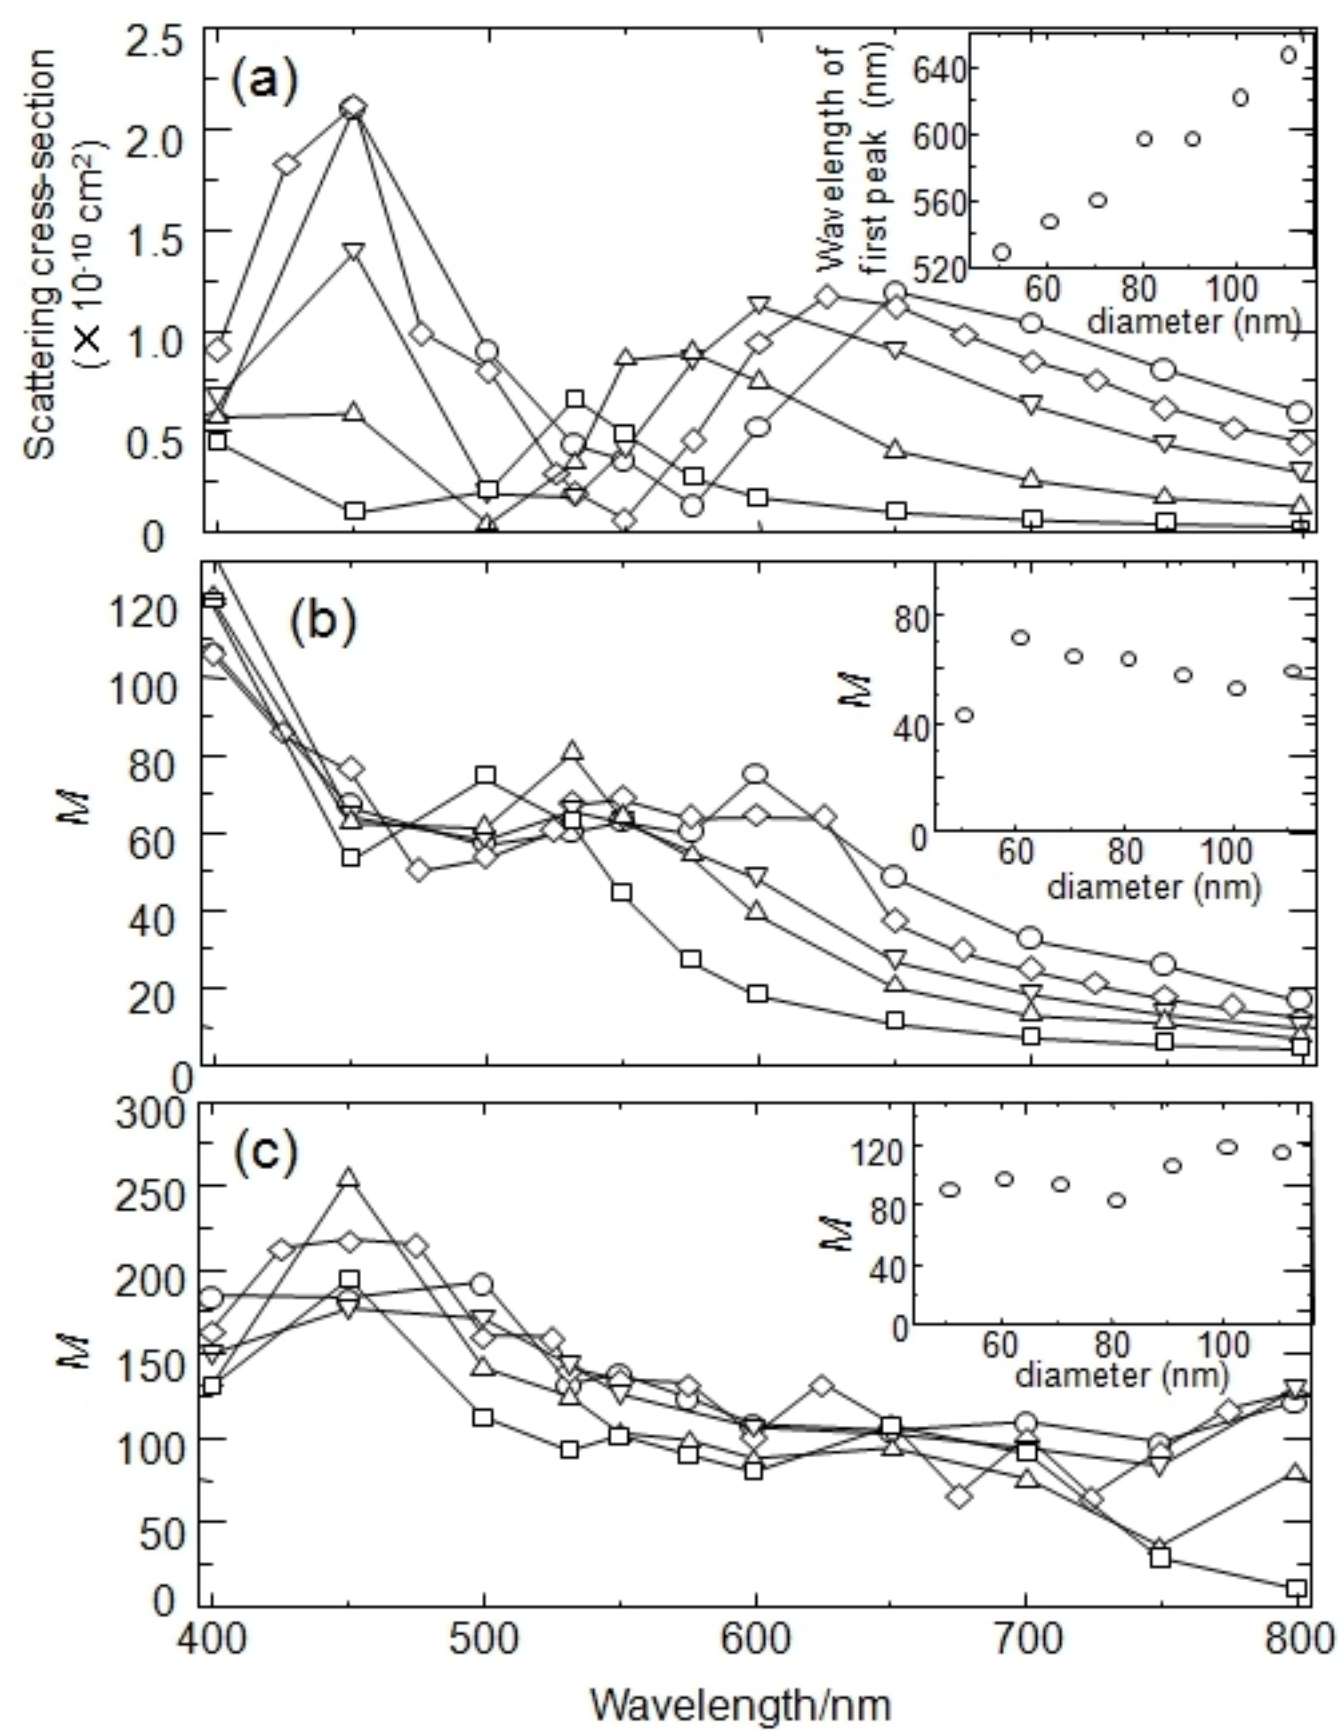 Scattering cress-section
(× 10-10 cm2)
2.5
2.0
1.5
1.0
0.5
0
(a)
Wavelength of
first peak (nm)
640
600
560
520
60 80 100
diameter (nm)
120
100
80
60
40
20
0
M
(b)
M
80
40
0
60 80 100
diameter (nm)
300
250
200
150
100
50
0
M
(c)
M
120
80
40
0
60 80 100
diameter (nm)
400 500 600 700 800
Wavelength/nm